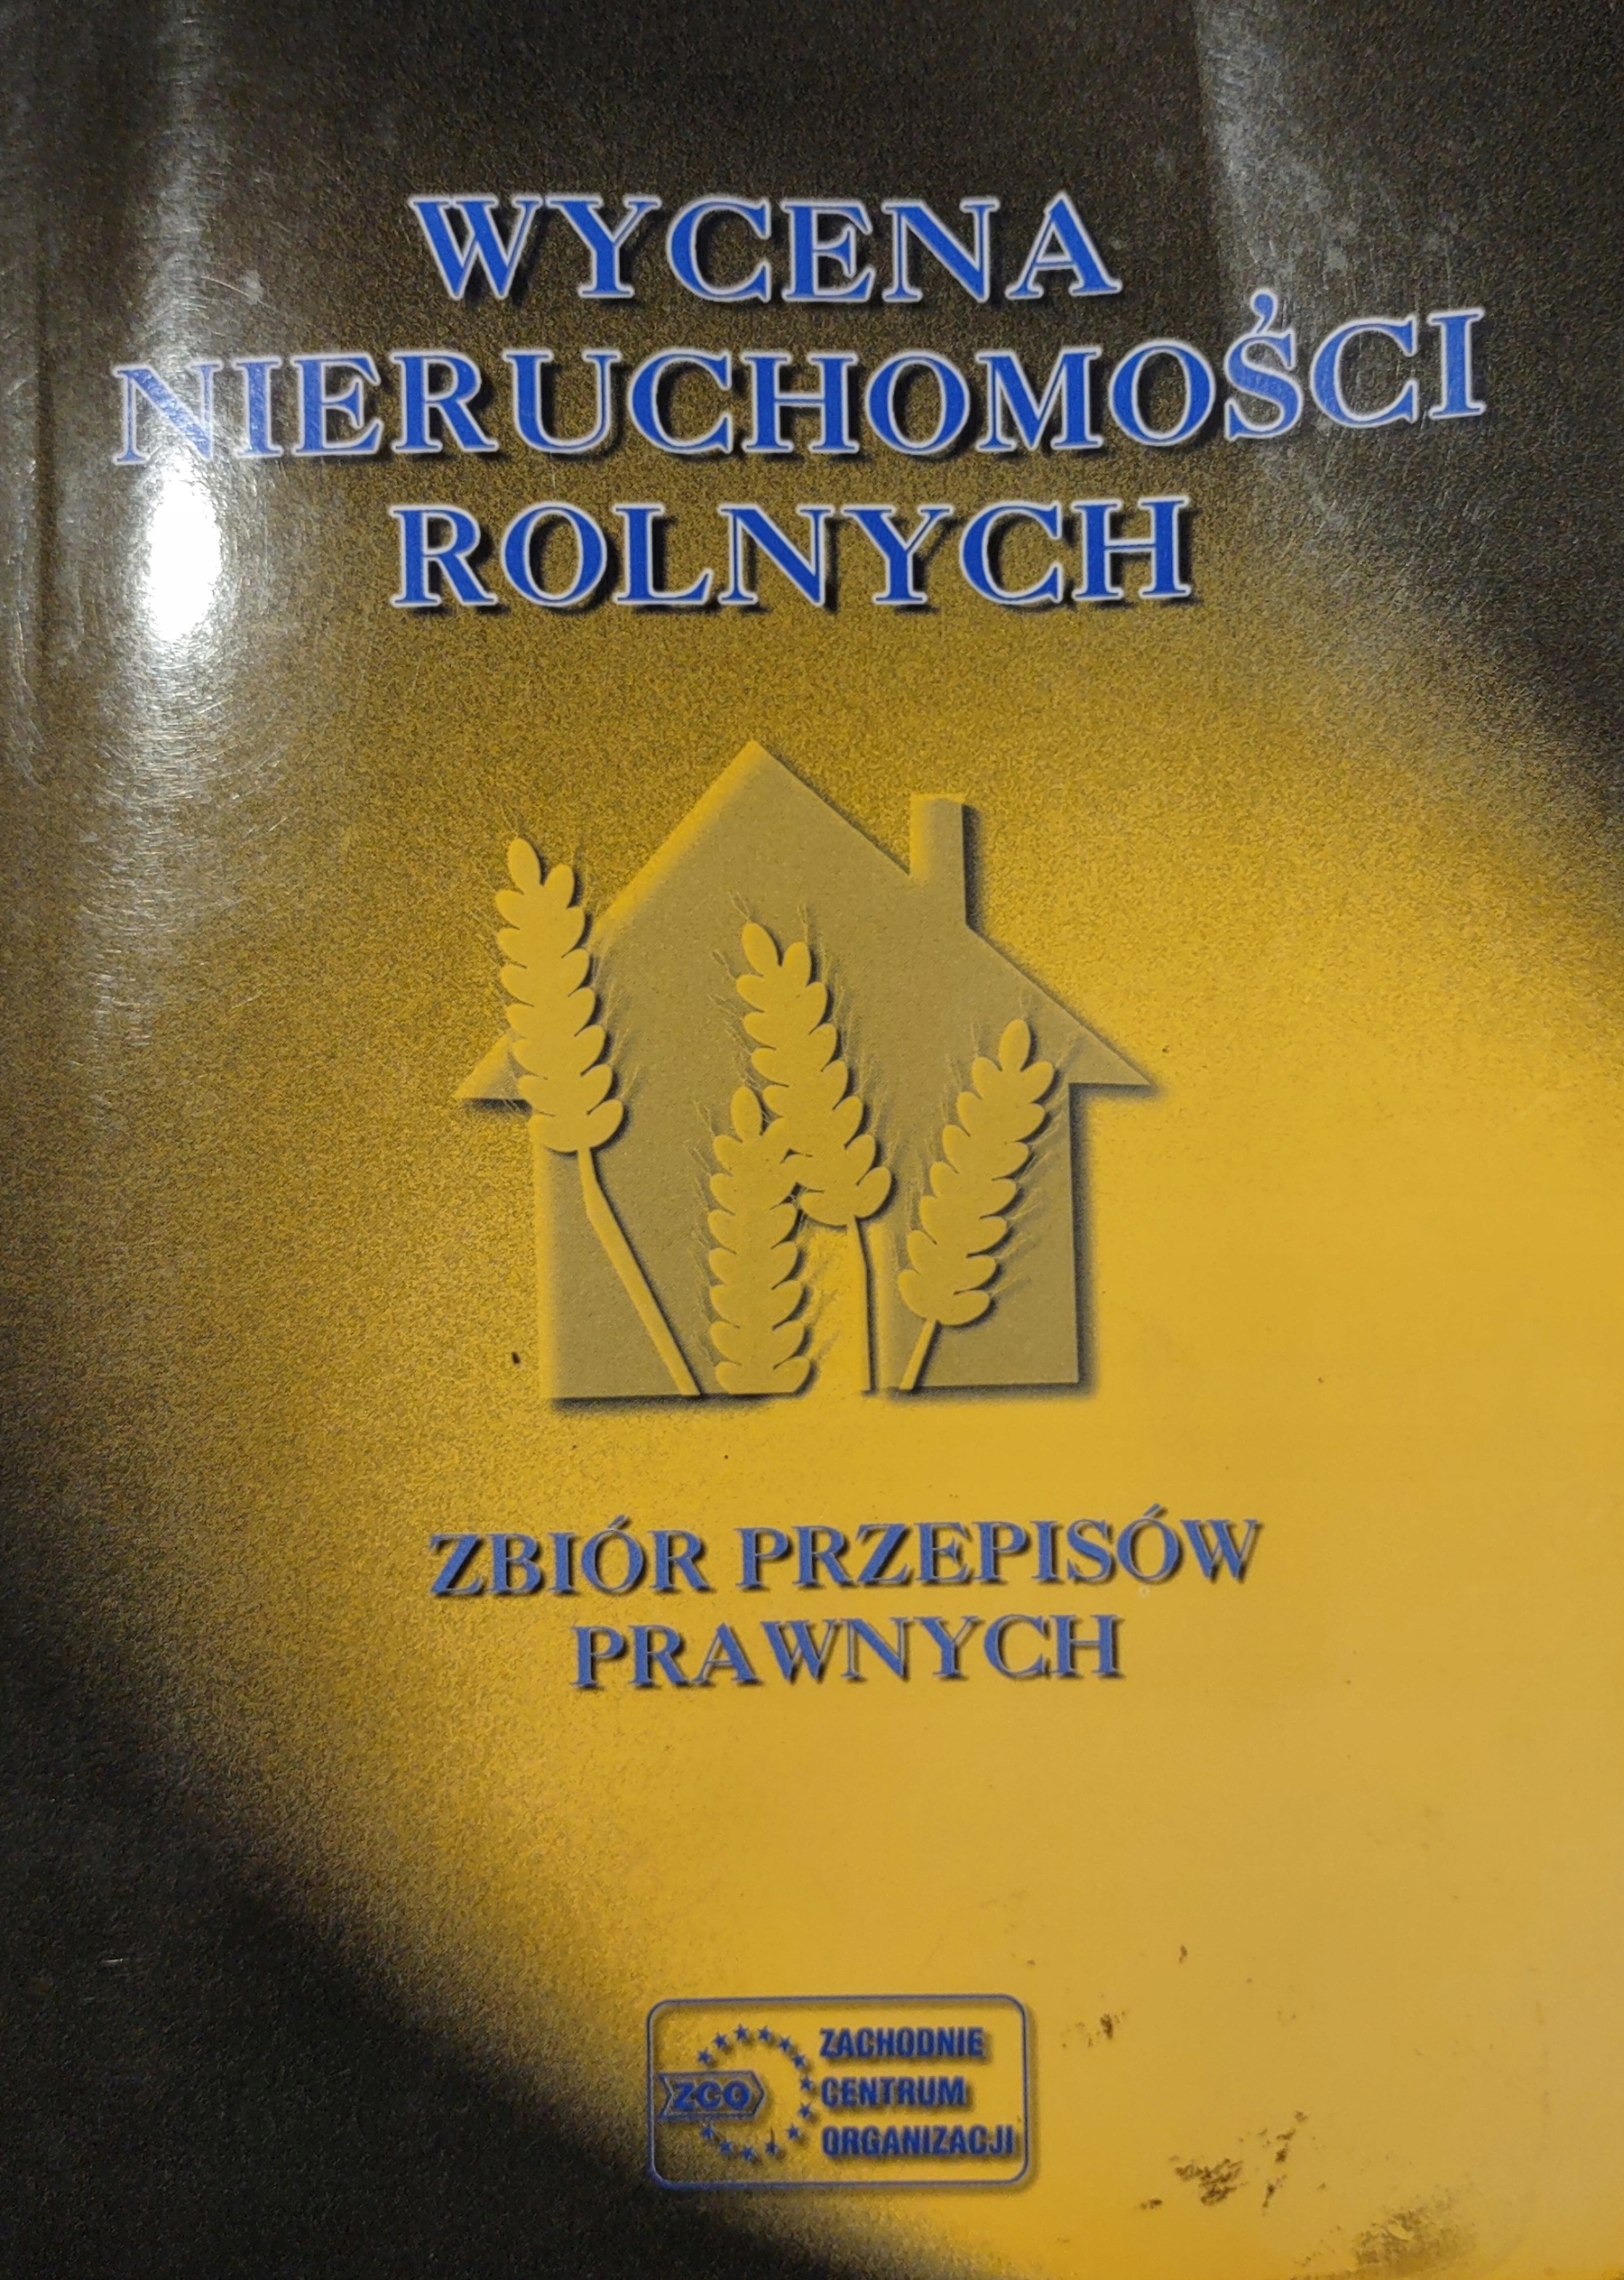 WYCENA
NIERUCHOMOŚCI
ROLNYCH
ZBIÓR PRZEPISÓW
PRAWNYCH
ZCO
ZACHODNIE
CENTRUM
ORGANIZACJI